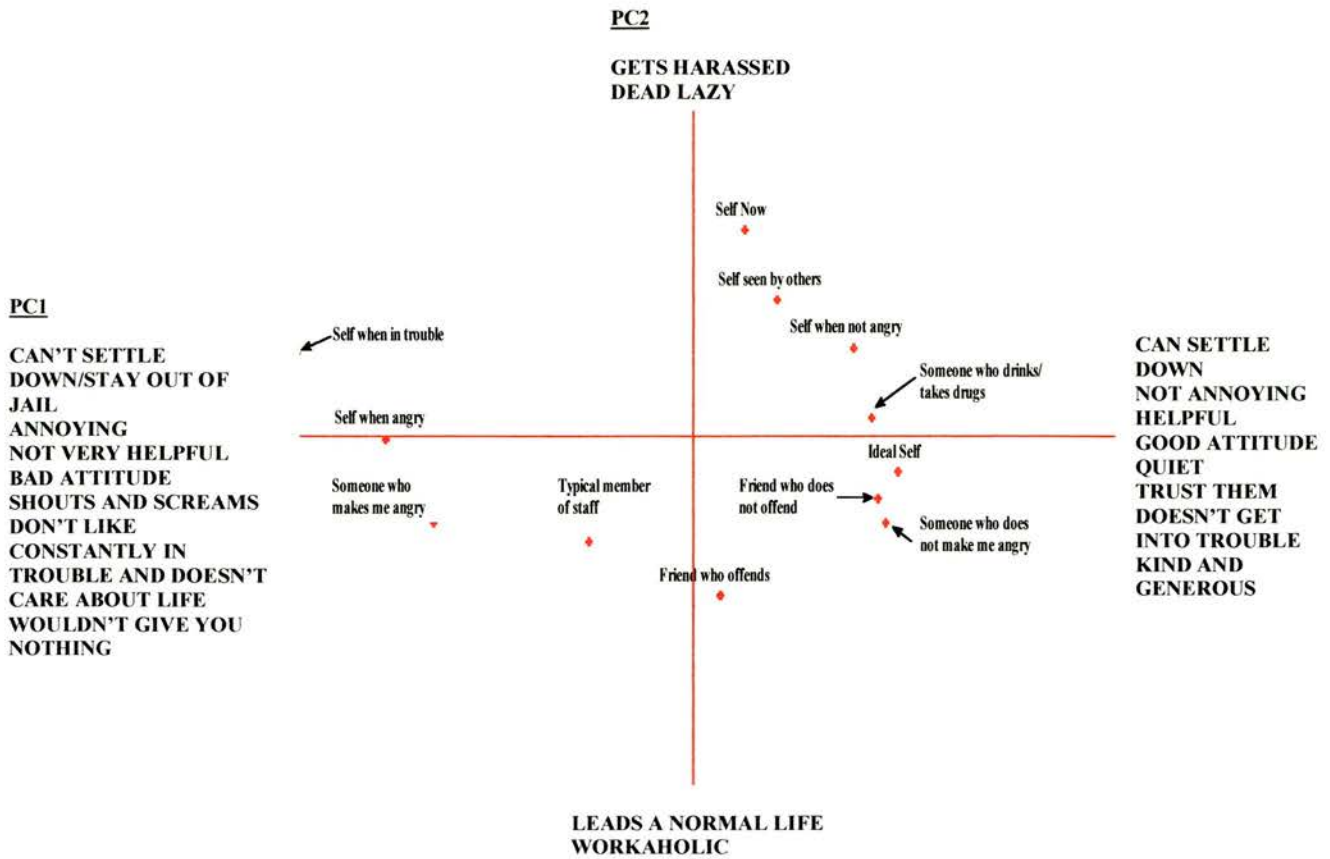 PC2
GETS HARASSED
DEAD LAZY
Self Now
Self seen by others
Self when not angry
Someone who drinks/
takes drugs
Self when in trouble
Self when angry
Someone who
makes me angry
Typical member
of staff
Friend who does
not offend
Ideal Self
Someone who does
not make me angry
Friend who offends
PC1
CAN'T SETTLE
DOWN/STAY OUT OF
JAIL
ANNOYING
NOT VERY HELPFUL
BAD ATTITUDE
SHOUTS AND SCREAMS
DON'T LIKE
CONSTANTLY IN
TROUBLE AND DOESN'T
CARE ABOUT LIFE
WOULDN'T GIVE YOU
NOTHING
CAN SETTLE
DOWN
NOT ANNOYING
HELPFUL
GOOD ATTITUDE
QUIET
TRUST THEM
DOESN'T GET
INTO TROUBLE
KIND AND
GENEROUS
LEADS A NORMAL LIFE
WORKAHOLIC